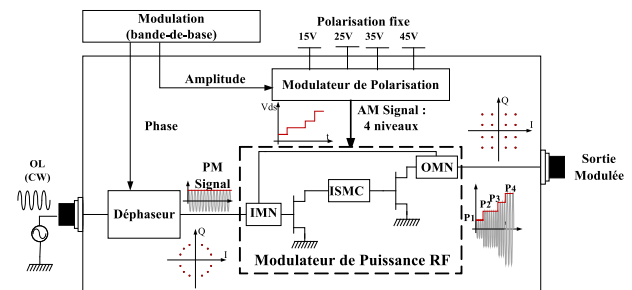 Modulation
(bande-de-base)
Polarisation fixe
15V 25V 35V 45V
Amplitude
Modulateur de Polarisation
Vds
t
AM Signal :
4 niveaux
Phase
Q
I
OL
(CW)
PM
Signal
Déphaseur
IMN
ISMC
OMN
Sortie
Modulée
P1 P2 P3 P4
Q
I
Modulateur de Puissance RF